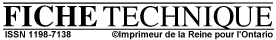 FICHE TECHNIQUE
ISSN 1198-7138 ©Imprimeur de la Reine pour l'Ontario